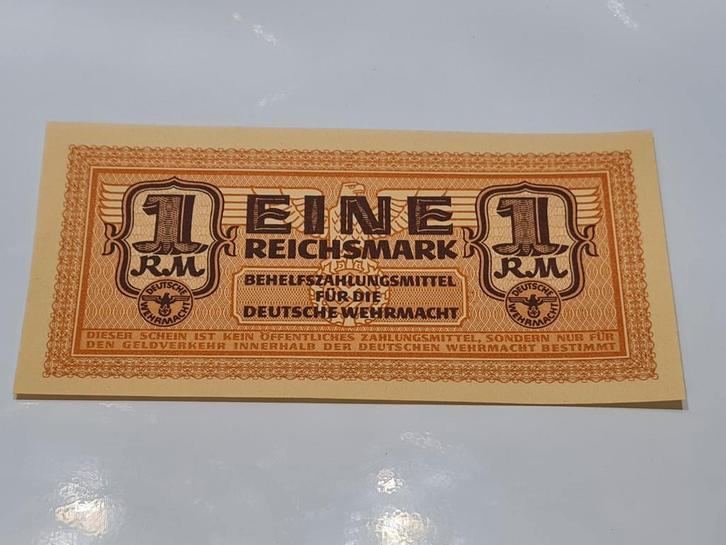 1 RM
DEUTSCHE WEHRMACHT
EINE
REICHSMARK
BEHELFSZAHLUNGSMITTEL
FÜR DIE
DEUTSCHE WEHRMACHT
1 RM
DEUTSCHE WEHRMACHT
DIESER SCHEIN IST KEIN ÖFFENTLICHES ZAHLUNGSMITTEL, SONDERN NUR FÜR
DEN GELDVERKEHR INNERHALB DER DEUTSCHEN WEHRMACHT BESTIMMT